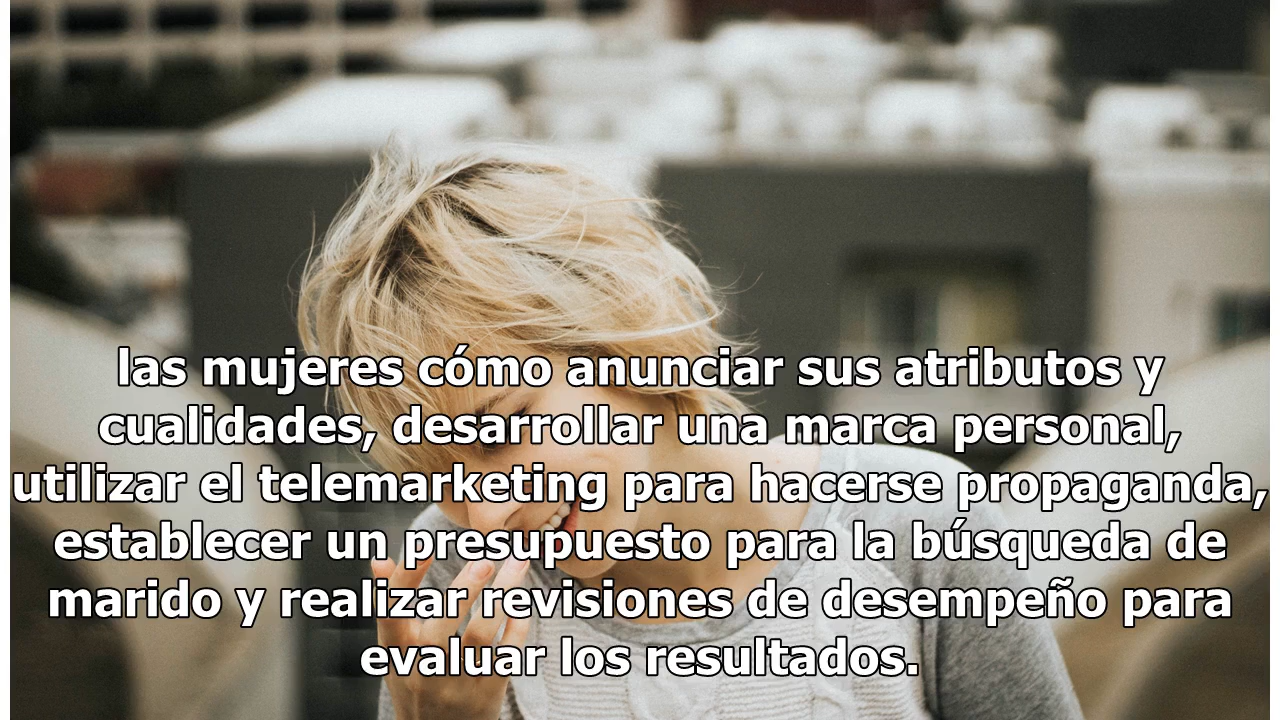 las mujeres cómo anunciar sus atributos y
cualidades, desarrollar una marca personal,
utilizar el telemarketing para hacerse propaganda,
establecer un presupuesto para la búsqueda de
marido y realizar revisiones de desempeño para
evaluar los resultados.